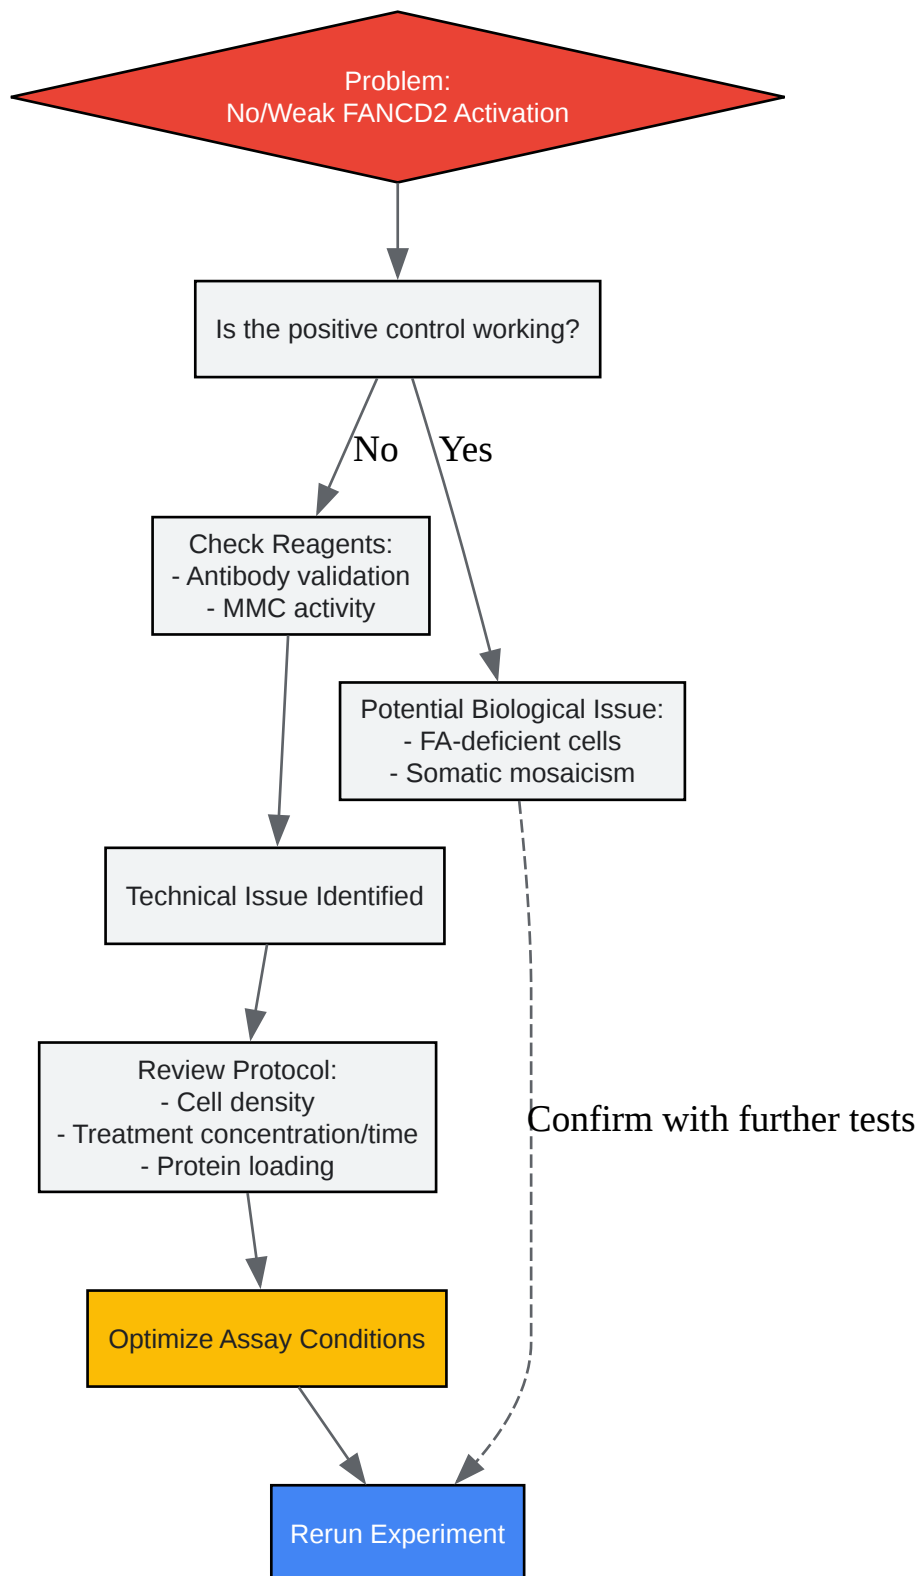 Problem:
No/Weak FANCD2 Activation
Is the positive control working?
No
Yes
Check Reagents:
- Antibody validation
- MMC activity
Potential Biological Issue:
- FA-deficient cells
- Somatic mosaicism
Technical Issue Identified
Review Protocol:
- Cell density
- Treatment concentration/time
- Protein loading
Confirm with further tests
Optimize Assay Conditions
Rerun Experiment